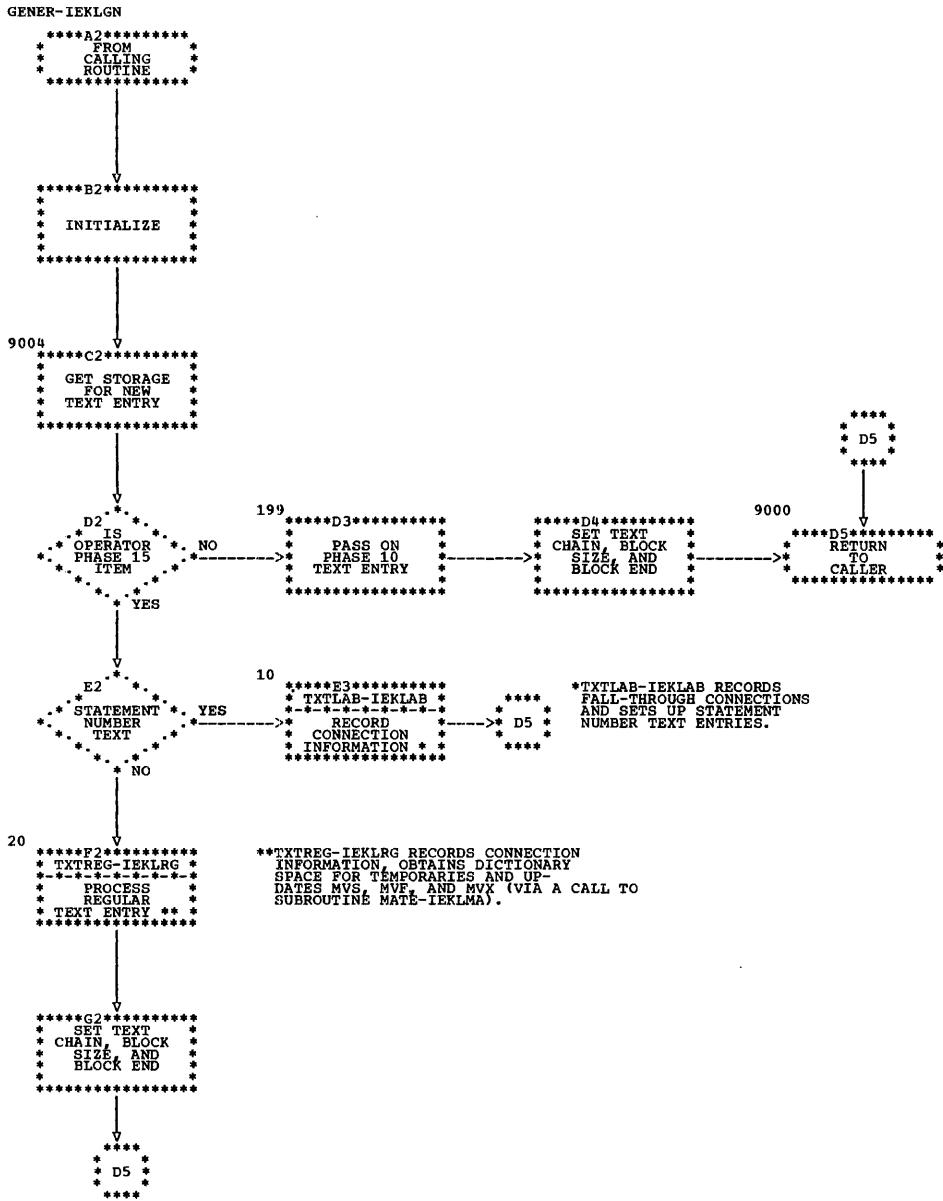 GENER-IEKLGN
A2
FROM
CALLING
ROUTINE
B2
INITIALIZE
9004
C2
GET STORAGE
FOR NEW
TEXT ENTRY
D5
D2
IS
OPERATOR
PHASE 15
ITEM
NO
YES
199
D3
PASS ON
PHASE 10
TEXT ENTRY
D4
SET TEXT
CHAIN, BLOCK
SIZE, AND
BLOCK END
9000
D5
RETURN
TO
CALLER
E2
STATEMENT
NUMBER
TEXT
YES
NO
10
E3
TXTLAB-IEKLAB
RECORD
CONNECTION
INFORMATION *
D5
*TXTLAB-IEKLAB RECORDS
FALL-THROUGH CONNECTIONS
AND SETS UP STATEMENT
NUMBER TEXT ENTRIES.
20
F2
TXTREG-IEKLRG
PROCESS
REGULAR
TEXT ENTRY **
**TXTREG-IEKLRG RECORDS CONNECTION
INFORMATION, OBTAINS DICTIONARY
SPACE FOR TEMPORARIES AND UP-
DATES MVS, MVF, AND MVX (VIA A CALL TO
SUBROUTINE MATE-IEKLMA).
G2
SET TEXT
CHAIN, BLOCK
SIZE, AND
BLOCK END
D5